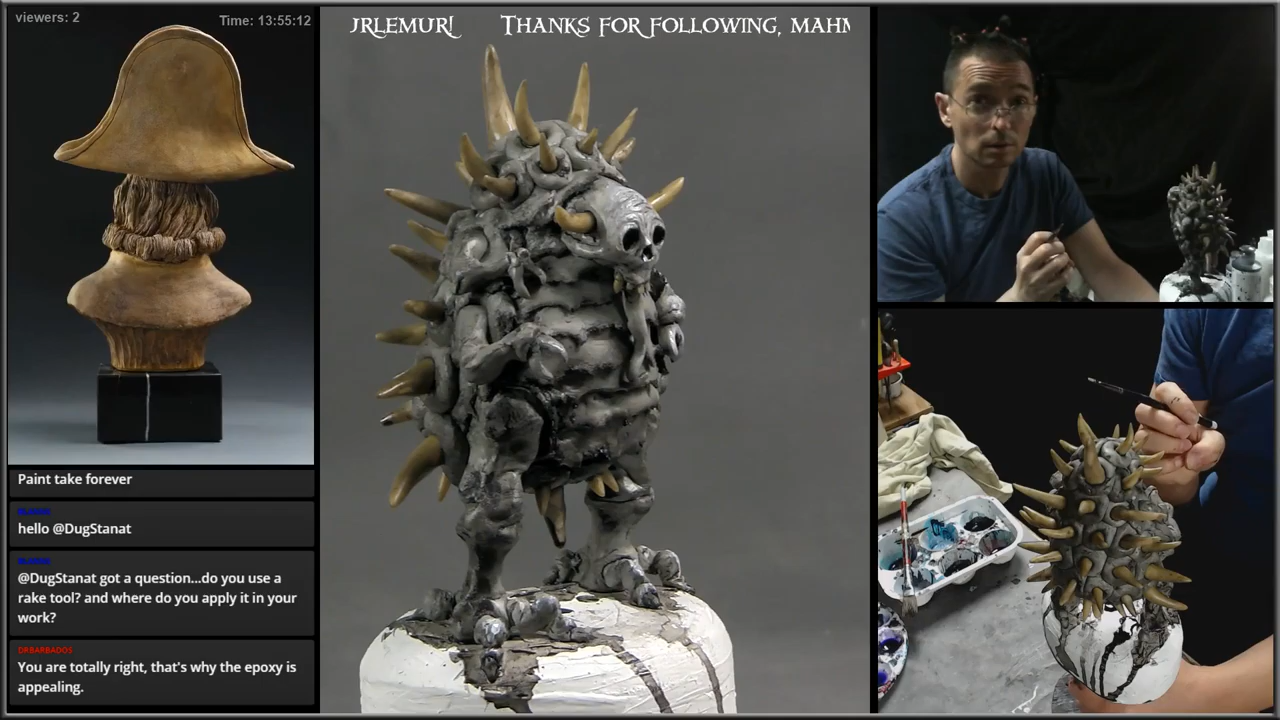 viewers: 2
Time: 13:55:12
JRLEMUR!
THANKS FOR FOLLOWING, MAHM
Paint take forever
hello @DugStanat
@DugStanat got a question...do you use a
rake tool? and where do you apply it in your
work?
DRBARBADOS
You are totally right, that's why the epoxy is
appealing.